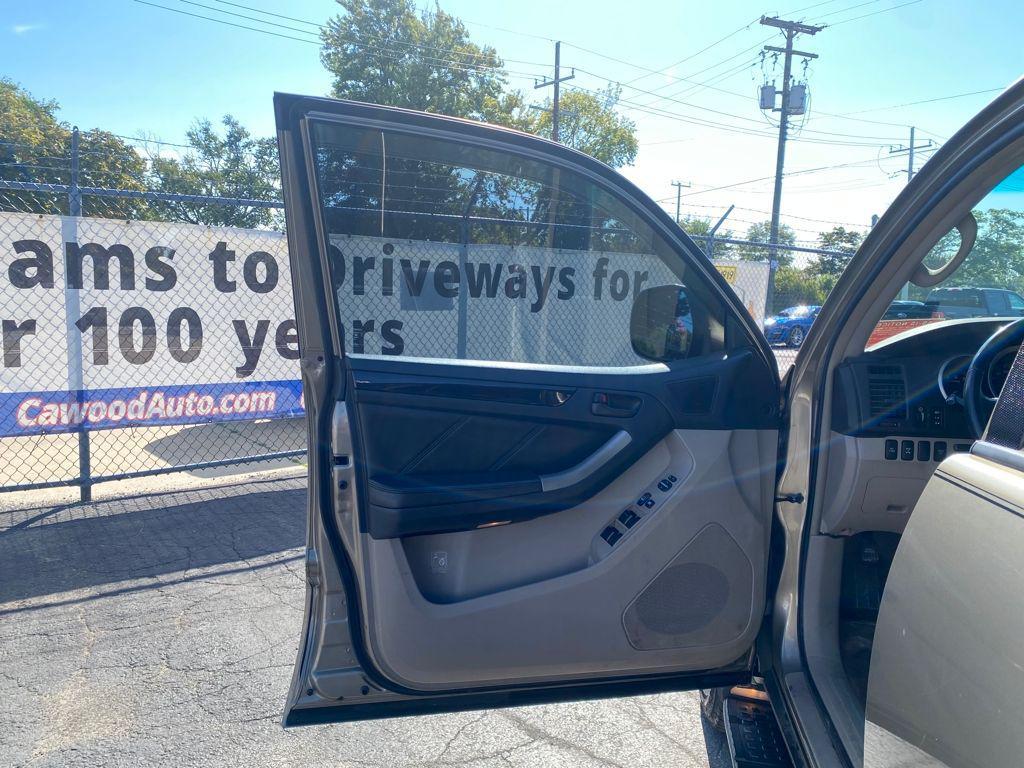 ams to Driveways for
r 100 years
CawoodAuto.com